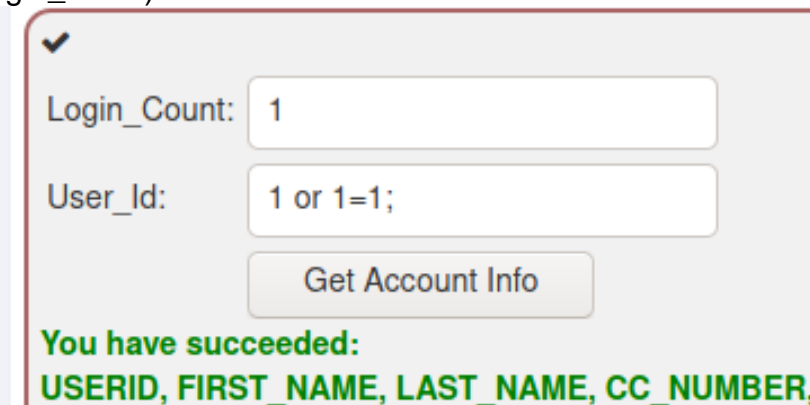 Login_Count: 1
User_Id: 1 or 1=1;
Get Account Info
You have succeeded:
USERID, FIRST_NAME, LAST_NAME, CC_NUMBER,